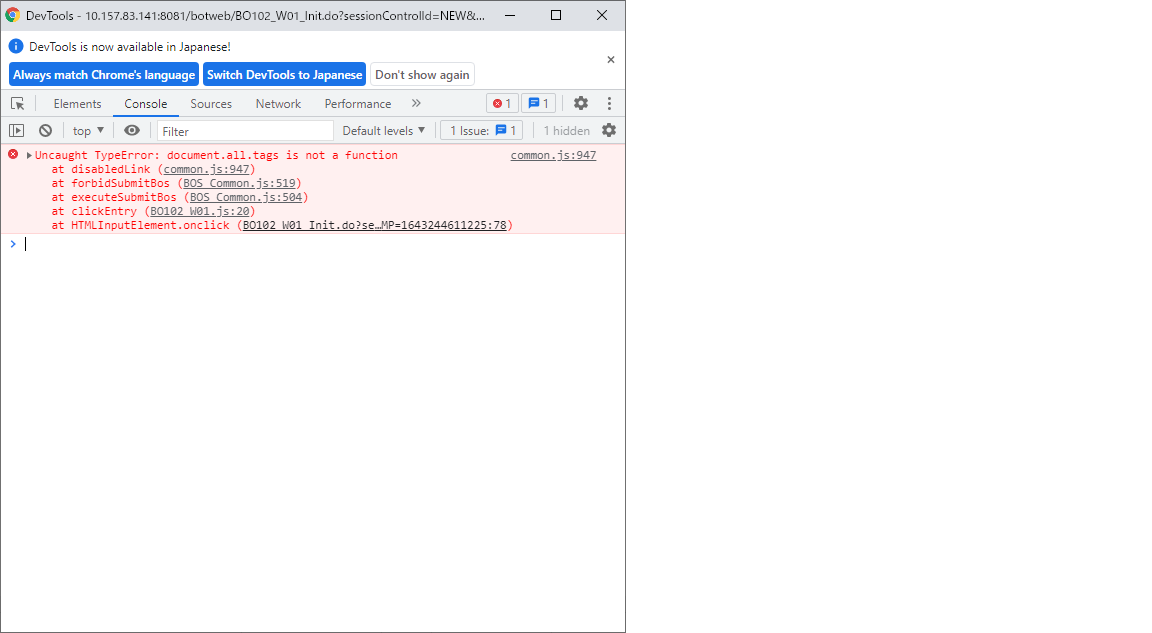 DevTools - 10.157.83.141:8081/botweb/BO102_W01_Init.do?sessionControlId=NEW&...
DevTools is now available in Japanese!
Always match Chrome's language Switch DevTools to Japanese Don't show again
Elements Console Sources Network Performance 1 1
top Filter Default levels 1 Issue: 1 1 hidden
Uncaught TypeError: document.all.tags is not a function common.js:947
at disabledLink (common.js:947)
at forbidSubmitBos (BOS_Common.js:519)
at executeSubmitBos (BOS_Common.js:504)
at clickEntry (BO102_W01.js:20)
at HTMLInputElement.onclick (BO102_W01_Init.do?se…MP=1643244611225:78)